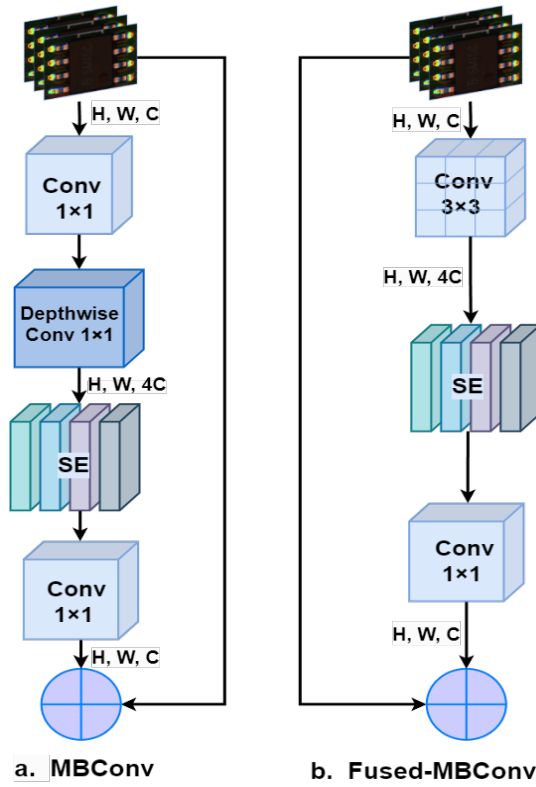 H, W, C
Conv
1×1
Depthwise
Conv 1×1
H, W, 4C
SE
Conv
1×1
H, W, C
a. MBConv
H, W, C
Conv
3×3
H, W, 4C
SE
Conv
1×1
H, W, C
b. Fused-MBConv